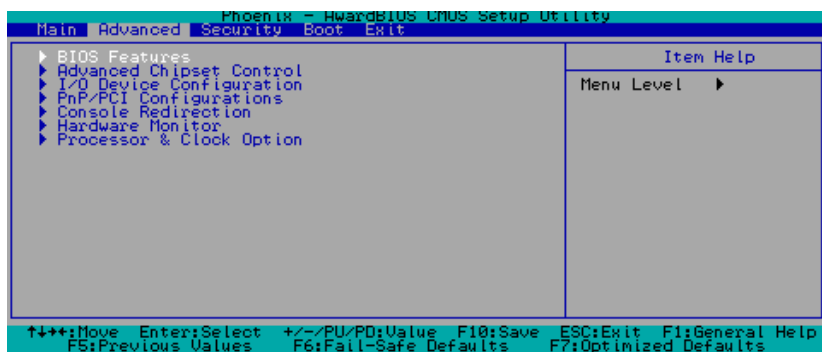 Phoenix - AwardBIOS CMOS Setup Utility
Main Advanced Security Boot Exit
BIOS Features
Advanced Chipset Control
I/O Device Configuration
PnP/PCI Configurations
Console Redirection
Hardware Monitor
Processor & Clock Option
Item Help
Menu Level
↑↓→←:Move Enter:Select +/-/PU/PD:Value F10:Save ESC:Exit F1:General Help
F5:Previous Values F6:Fail-Safe Defaults F7:Optimized Defaults